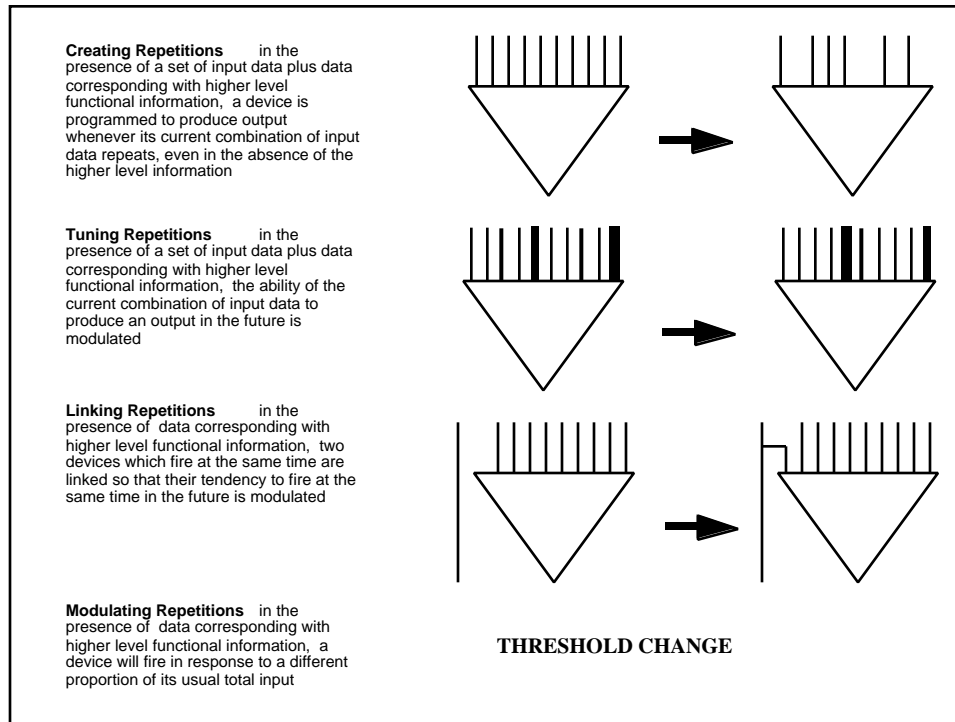 Creating Repetitions in the
presence of a set of input data plus data
corresponding with higher level
functional information, a device is
programmed to produce output
whenever its current combination of input
data repeats, even in the absence of the
higher level information
Tuning Repetitions in the
presence of a set of input data plus data
corresponding with higher level
functional information, the ability of the
current combination of input data to
produce an output in the future is
modulated
Linking Repetitions in the
presence of data corresponding with
higher level functional information, two
devices which fire at the same time are
linked so that their tendency to fire at the
same time in the future is modulated
Modulating Repetitions in the
presence of data corresponding with
higher level functional information, a
device will fire in response to a different
proportion of its usual total input
THRESHOLD CHANGE